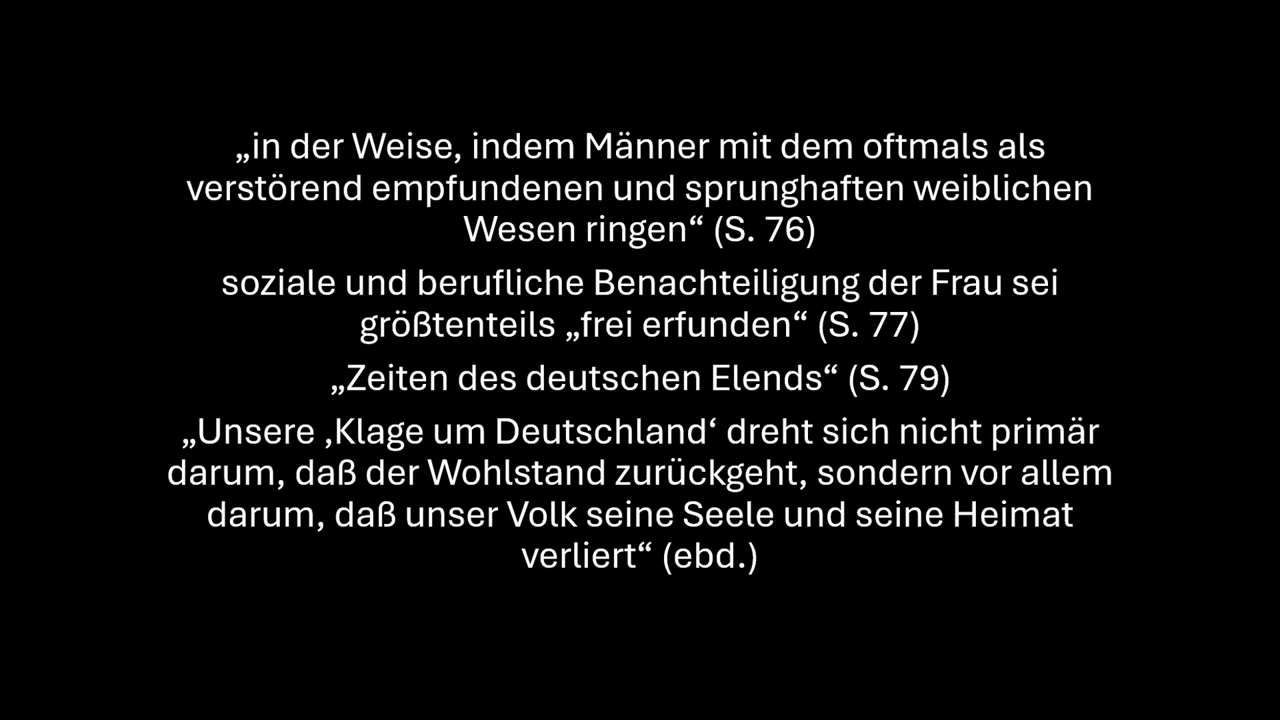 „in der Weise, indem Männer mit dem oftmals als
verstörend empfundenen und sprunghaften weiblichen
Wesen ringen“ (S. 76)
soziale und berufliche Benachteiligung der Frau sei
größtenteils „frei erfunden“ (S. 77)
„Zeiten des deutschen Elends“ (S. 79)
„Unsere ‚Klage um Deutschland‘ dreht sich nicht primär
darum, daß der Wohlstand zurückgeht, sondern vor allem
darum, daß unser Volk seine Seele und seine Heimat
verliert“ (ebd.)